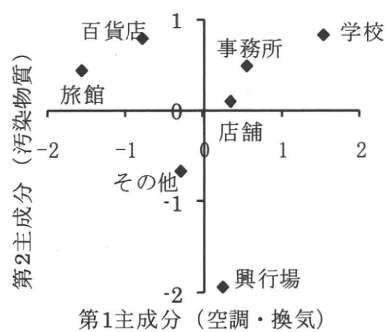 1
百貨店
学校
事務所
旅館
0
店舗
-2
-1
0
1
2
その他
-1
興行場
-2
第2主成分（汚染物質）
第1主成分（空調・換気）